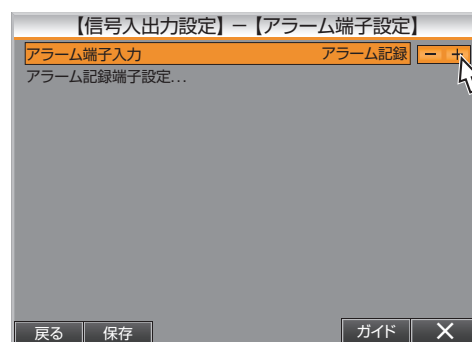 【信号入出力設定】－【アラーム端子設定】
アラーム端子入力 アラーム記録 － ＋
アラーム記録端子設定...
戻る 保存 ガイド ✕